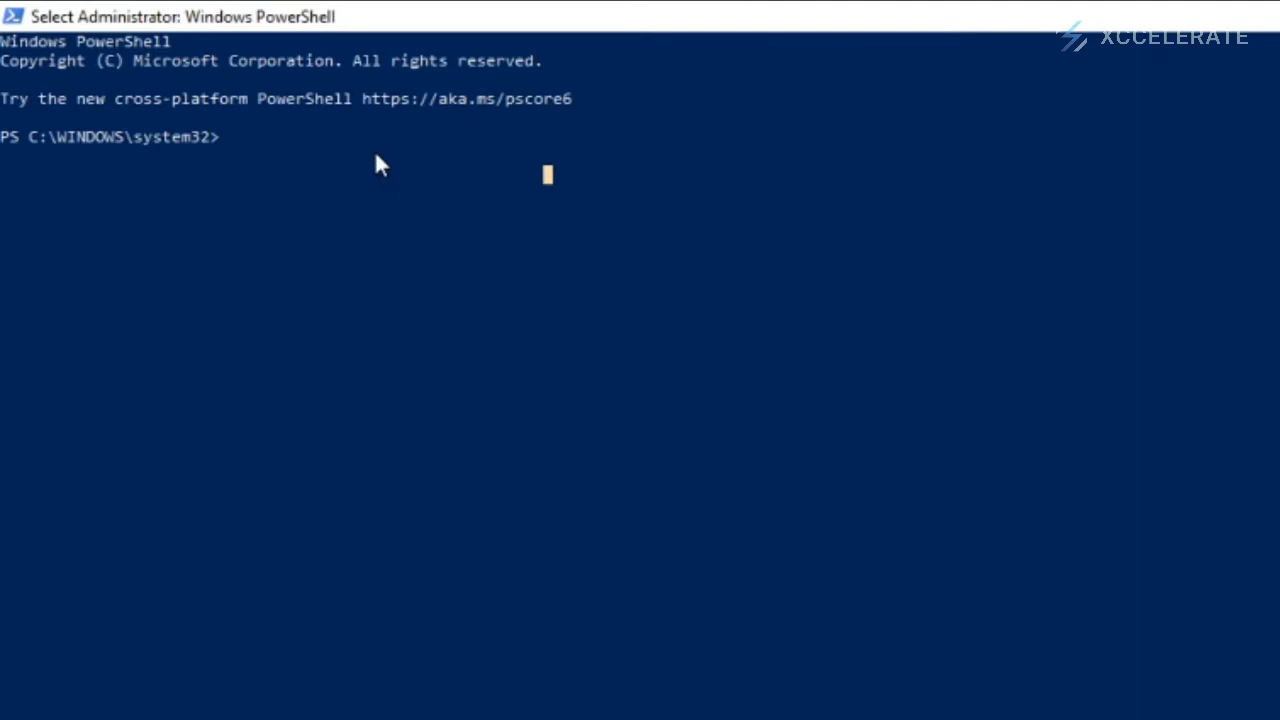 Select Administrator: Windows PowerShell
XCCELERATE
Windows PowerShell
Copyright (C) Microsoft Corporation. All rights reserved.
Try the new cross-platform PowerShell https://aka.ms/pscore6
PS C:\WINDOWS\system32>